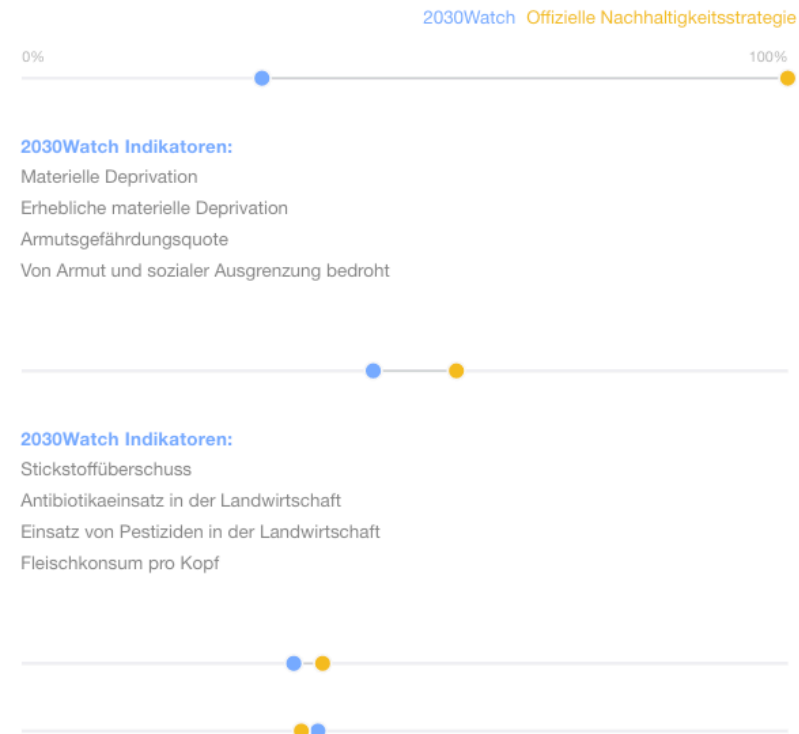 2030Watch Offizielle Nachhaltigkeitsstrategie
0% 100%
2030Watch Indikatoren:
Materielle Deprivation
Erhebliche materielle Deprivation
Armutsgefährdungsquote
Von Armut und sozialer Ausgrenzung bedroht
2030Watch Indikatoren:
Stickstoffüberschuss
Antibiotikaeinsatz in der Landwirtschaft
Einsatz von Pestiziden in der Landwirtschaft
Fleischkonsum pro Kopf